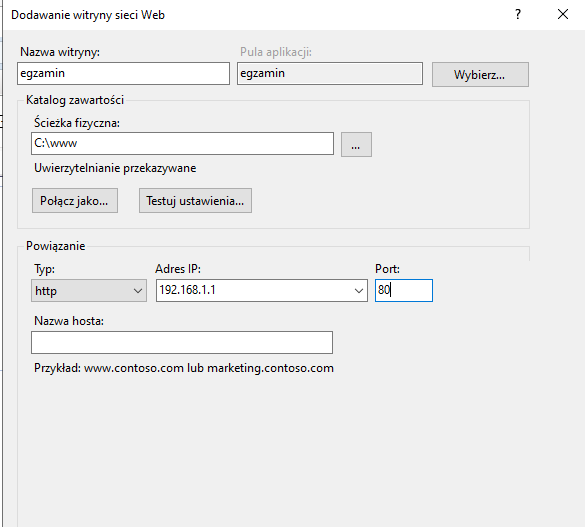 Dodawanie witryny sieci Web ? ✕
Nazwa witryny: Pula aplikacji:
egzamin egzamin Wybierz...
Katalog zawartości
Ścieżka fizyczna:
C:\www ...
Uwierzytelnianie przekazywane
Połącz jako... Testuj ustawienia...
Powiązanie
Typ: Adres IP: Port:
http 192.168.1.1 80
Nazwa hosta:
Przykład: www.contoso.com lub marketing.contoso.com